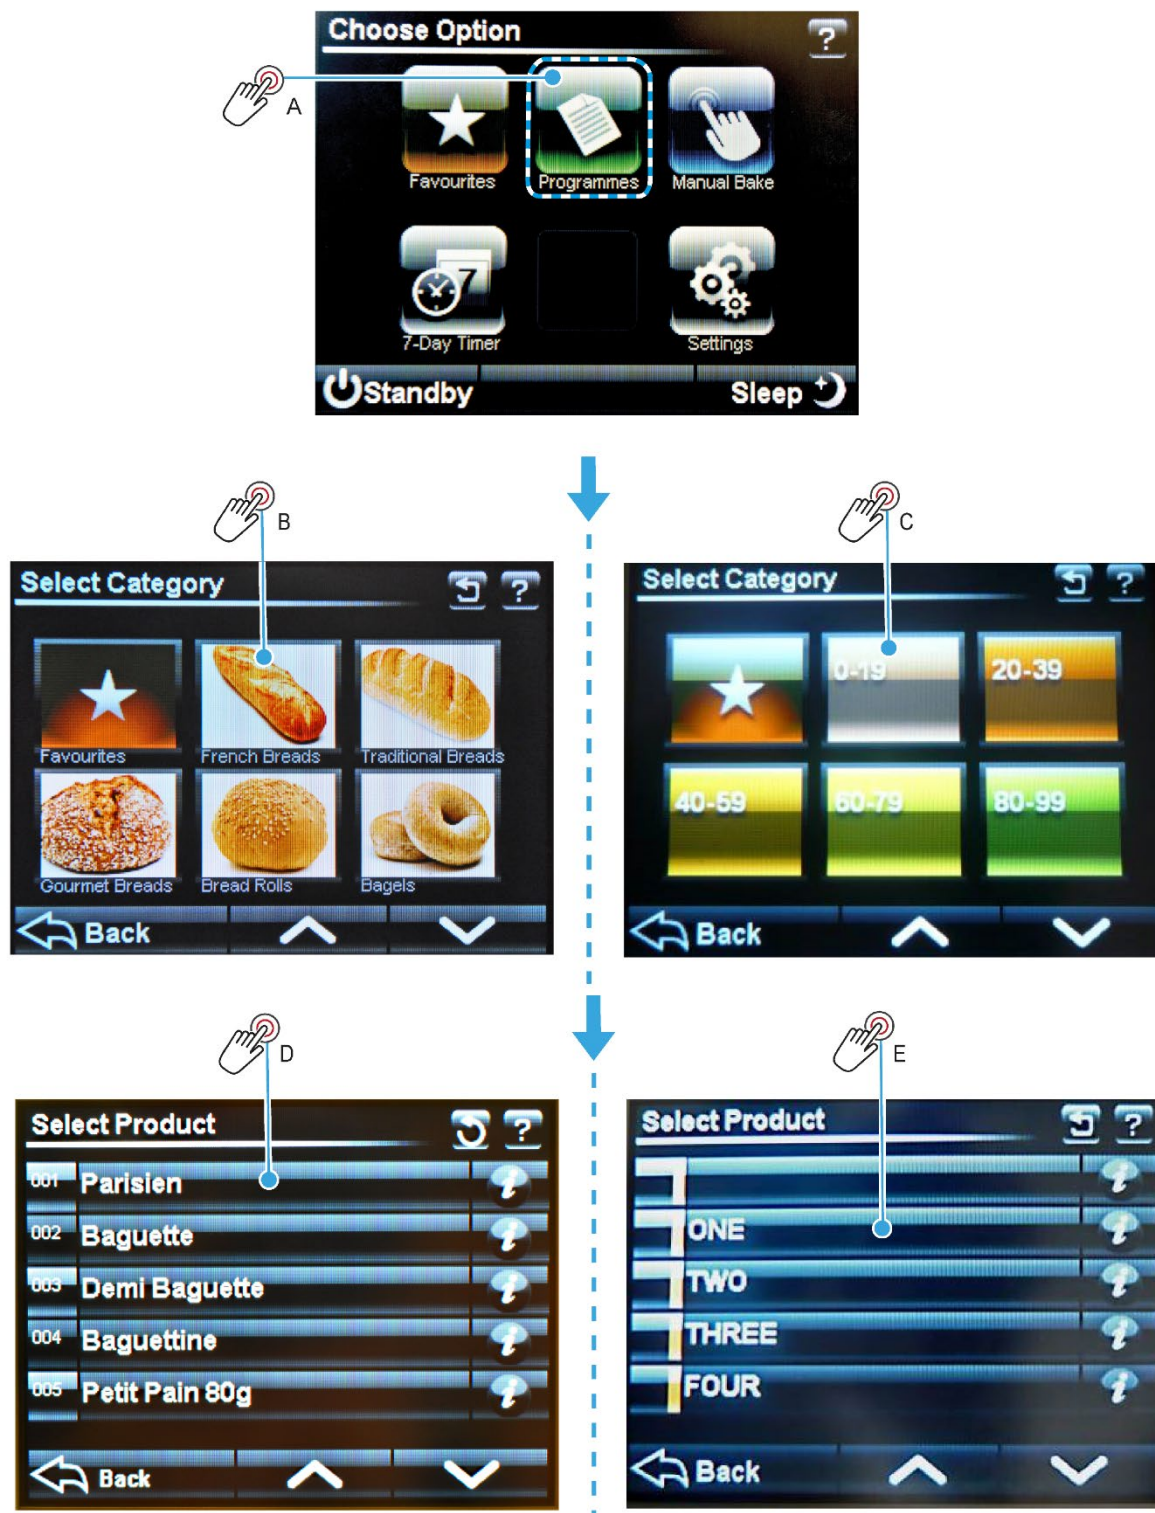 Choose Option
?
A
Favourites
Programmes
Manual Bake
7
7-Day Timer
Settings
Standby
Sleep
B
C
Select Category
?
Favourites
French Breads
Traditional Breads
Gourmet Breads
Bread Rolls
Bagels
Back
Select Category
?
0-19
20-39
40-59
60-79
80-99
Back
D
E
Select Product
?
001 Parisien i
002 Baguette i
003 Demi Baguette i
004 Baguettine i
005 Petit Pain 80g i
Back
Select Product
?
i
ONE i
TWO i
THREE i
FOUR i
Back